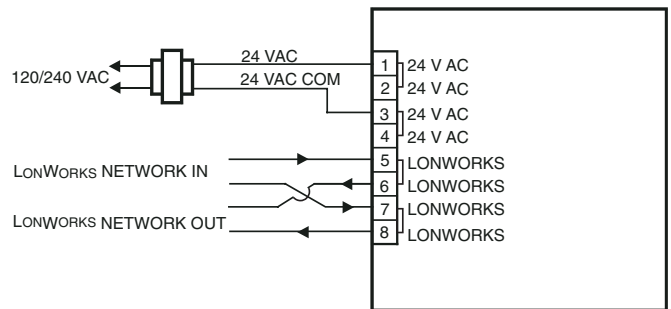 24 VAC
120/240 VAC
24 VAC COM
1 24 V AC
2 24 V AC
3 24 V AC
4 24 V AC
5 LONWORKS
LONWORKS NETWORK IN
6 LONWORKS
7 LONWORKS
LONWORKS NETWORK OUT
8 LONWORKS